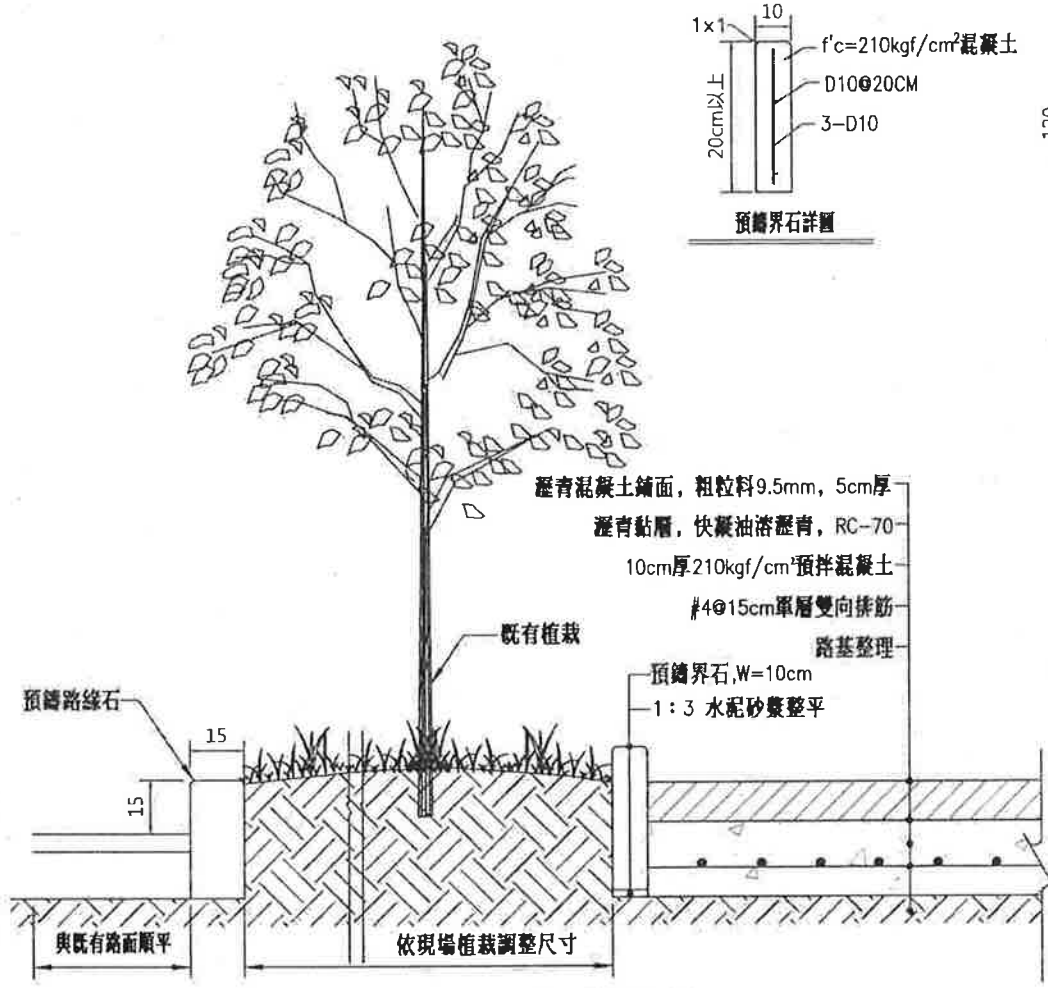 10
1x1
f'c=210kgf/cm²混凝土
D10@20CM
20cm以上
3-D10
預鑄界石詳圖
瀝青混凝土鋪面, 粗粒料9.5mm, 5cm厚
瀝青黏層, 快凝油溶瀝青, RC-70
10cm厚210kgf/cm²預拌混凝土
#4@15cm單層雙向排筋
路基整理
既有植栽
預鑄界石,W=10cm
1：3 水泥砂漿整平
預鑄路緣石
15
15
與既有路面順平
依現場植栽調整尺寸